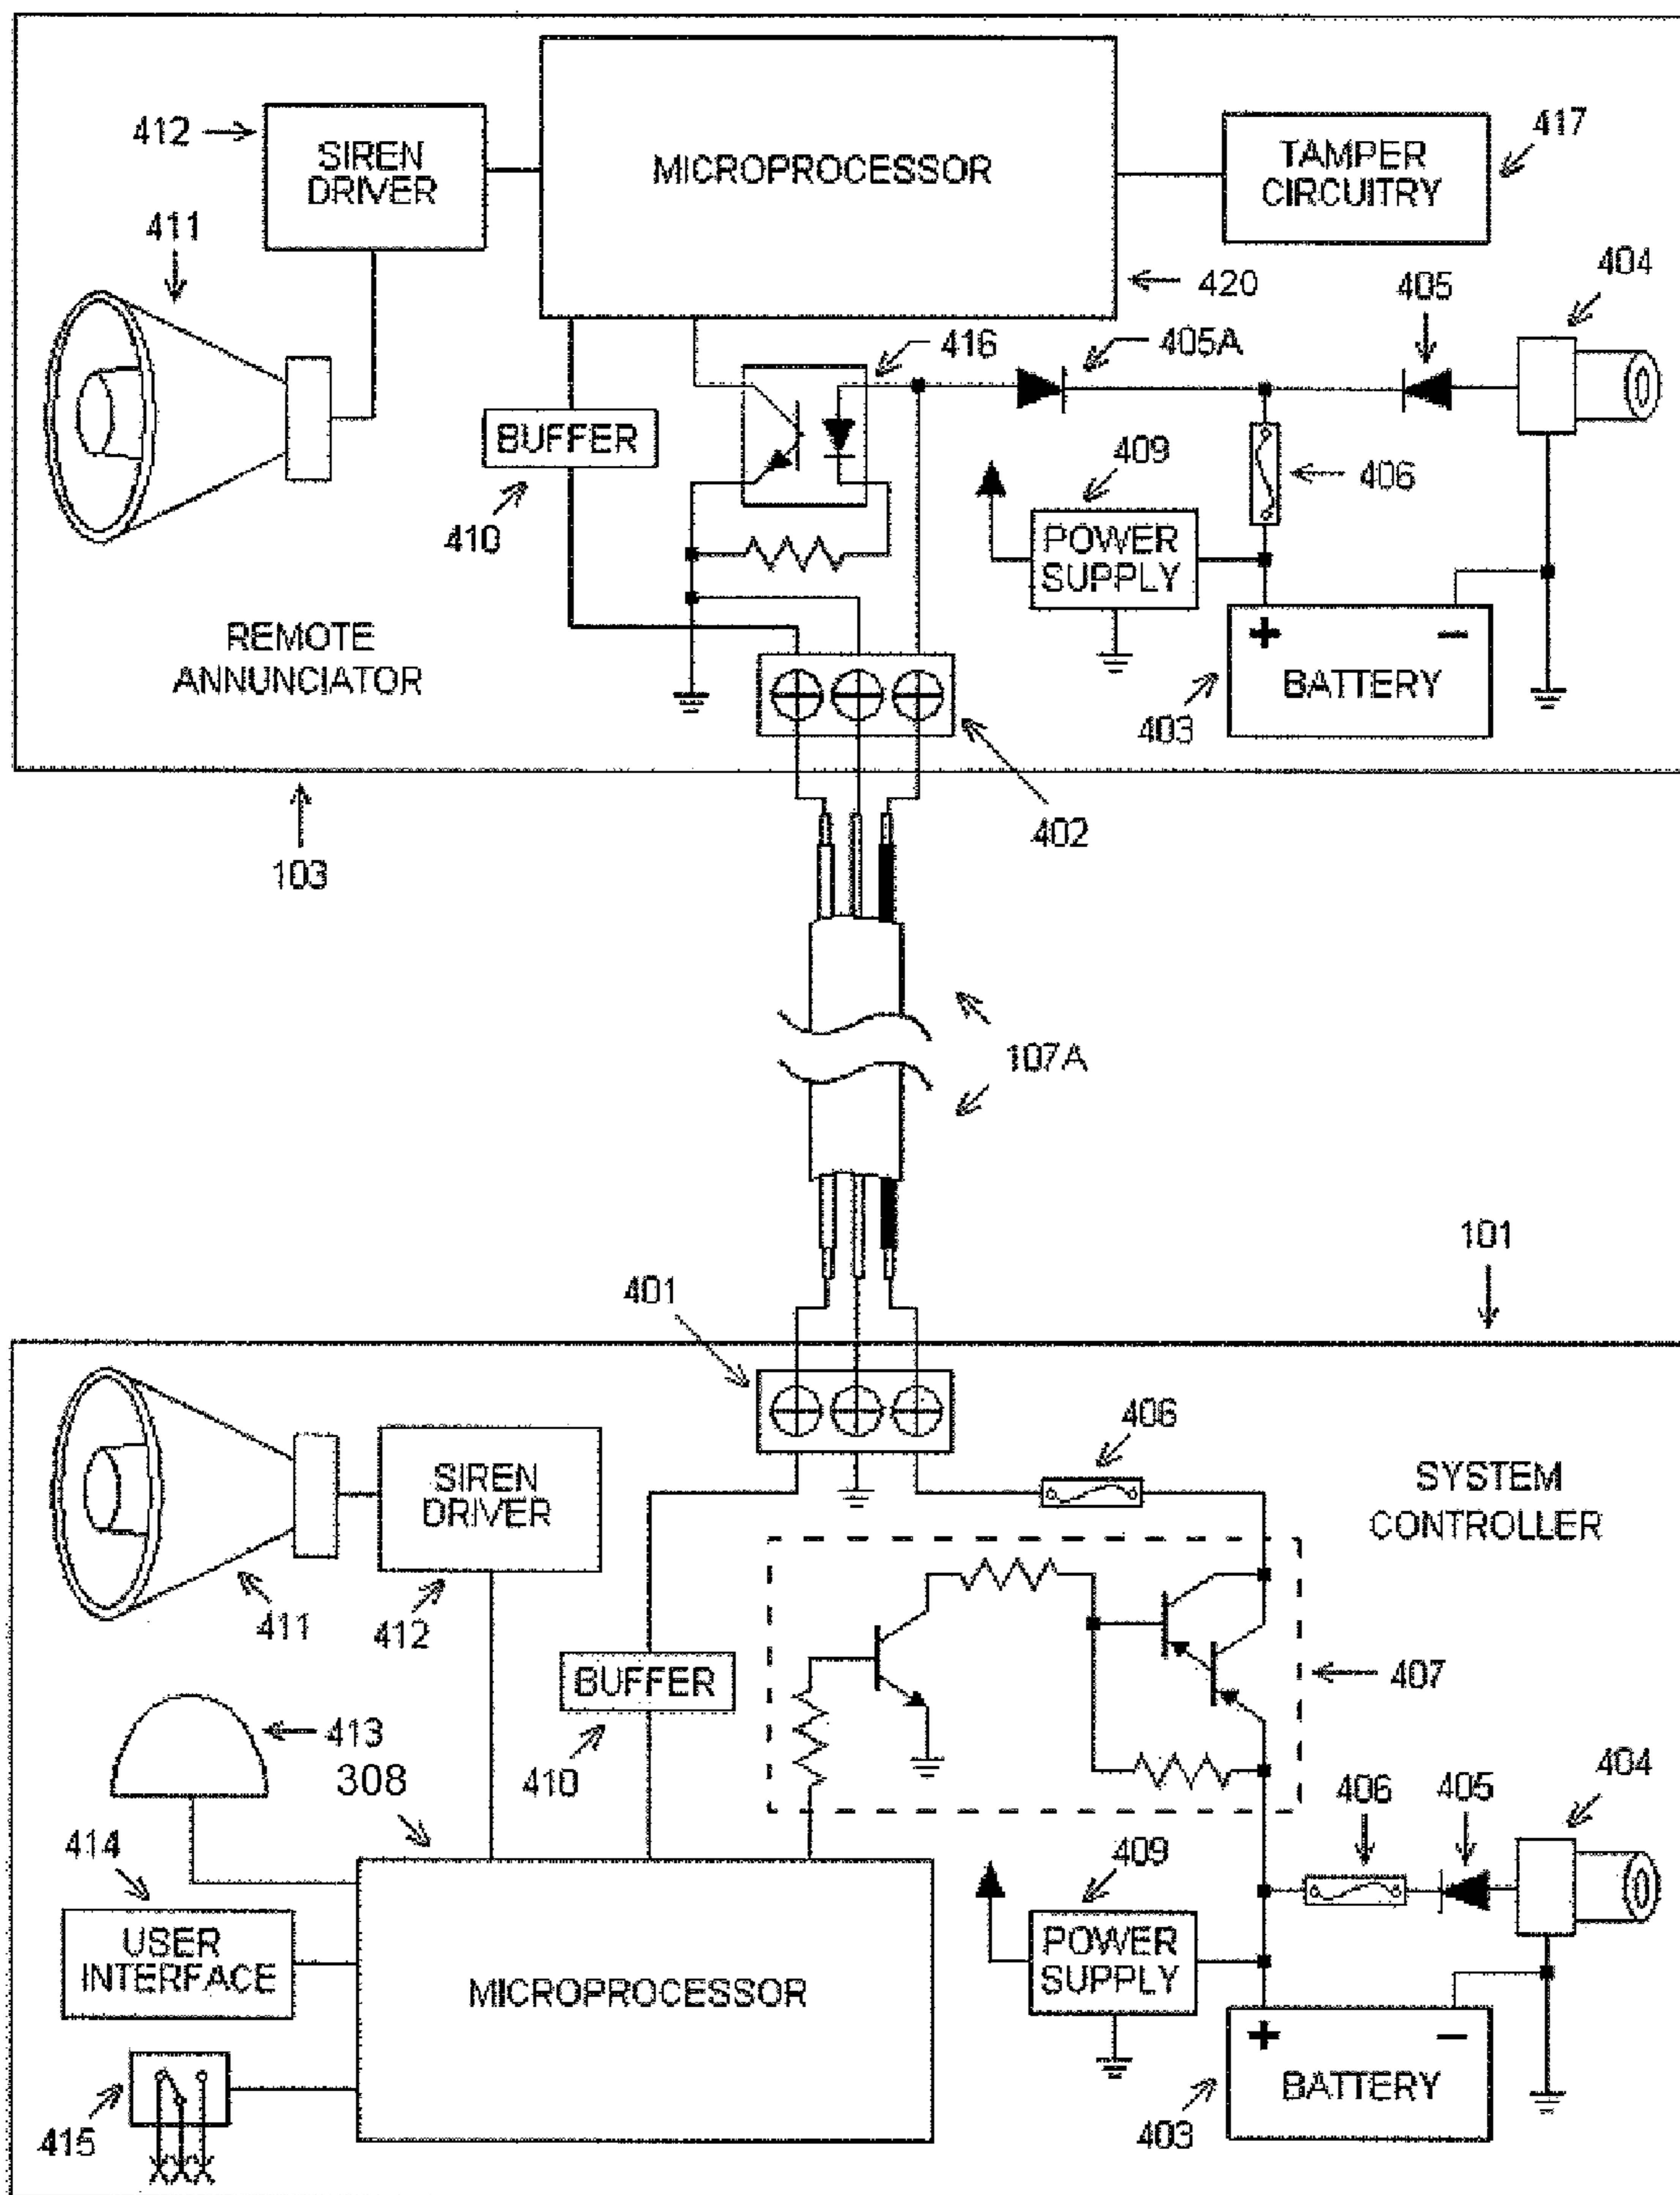 412
SIREN
DRIVER
MICROPROCESSOR
TAMPER
CIRCUITRY
417
411
420
405
404
416
405A
BUFFER
410
409
406
POWER
SUPPLY
REMOTE
ANNUNCIATOR
+ −
BATTERY
403
402
103
107A
101
401
406
SIREN
DRIVER
SYSTEM
CONTROLLER
411
412
BUFFER
407
413
410
308
406
405
404
414
409
USER
INTERFACE
MICROPROCESSOR
POWER
SUPPLY
+ −
BATTERY
415
403